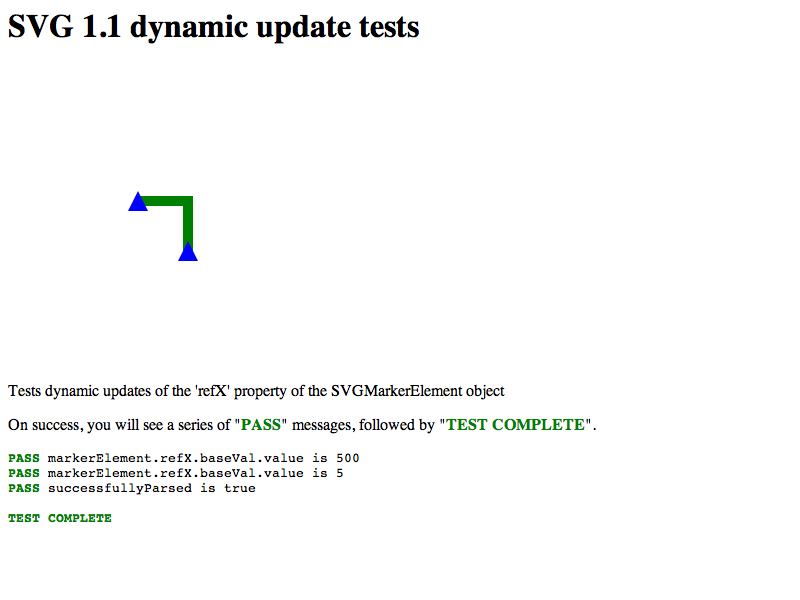 SVG 1.1 dynamic update tests
Tests dynamic updates of the 'refX' property of the SVGMarkerElement object
On success, you will see a series of "PASS" messages, followed by "TEST COMPLETE".
PASS markerElement.refX.baseVal.value is 500
PASS markerElement.refX.baseVal.value is 5
PASS successfullyParsed is true
TEST COMPLETE